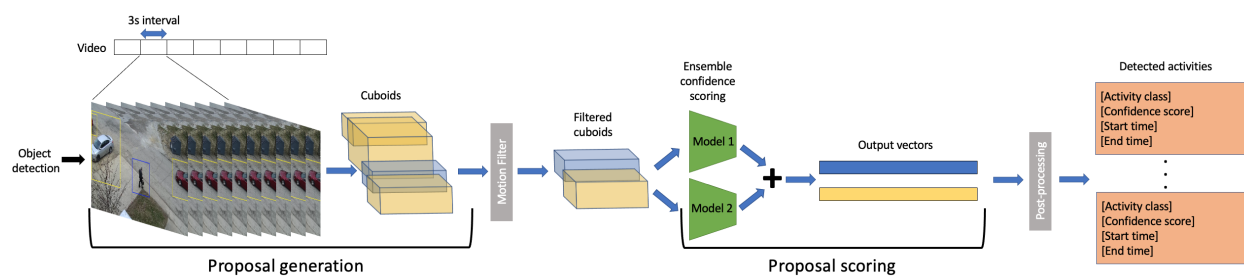 3s interval
Video
Object
detection
Cuboids
Motion Filter
Filtered
cuboids
Ensemble
confidence
scoring
Model 1
Model 2
+
Output vectors
Post-processing
Detected activities
[Activity class]
[Confidence score]
[Start time]
[End time]
[Activity class]
[Confidence score]
[Start time]
[End time]
Proposal generation
Proposal scoring